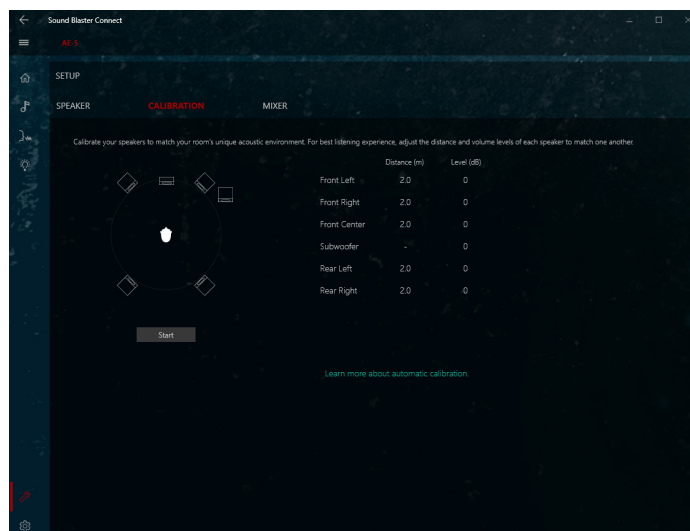 Sound Blaster Connect
AE-5
SETUP
SPEAKER CALIBRATION MIXER
Calibrate your speakers to match your room's unique acoustic environment. For best listening experience, adjust the distance and volume levels of each speaker to match one another.
Distance (m) Level (dB)
Front Left 2.0 0
Front Right 2.0 0
Front Center 2.0 0
Subwoofer - 0
Rear Left 2.0 0
Rear Right 2.0 0
Start
Learn more about automatic calibration.